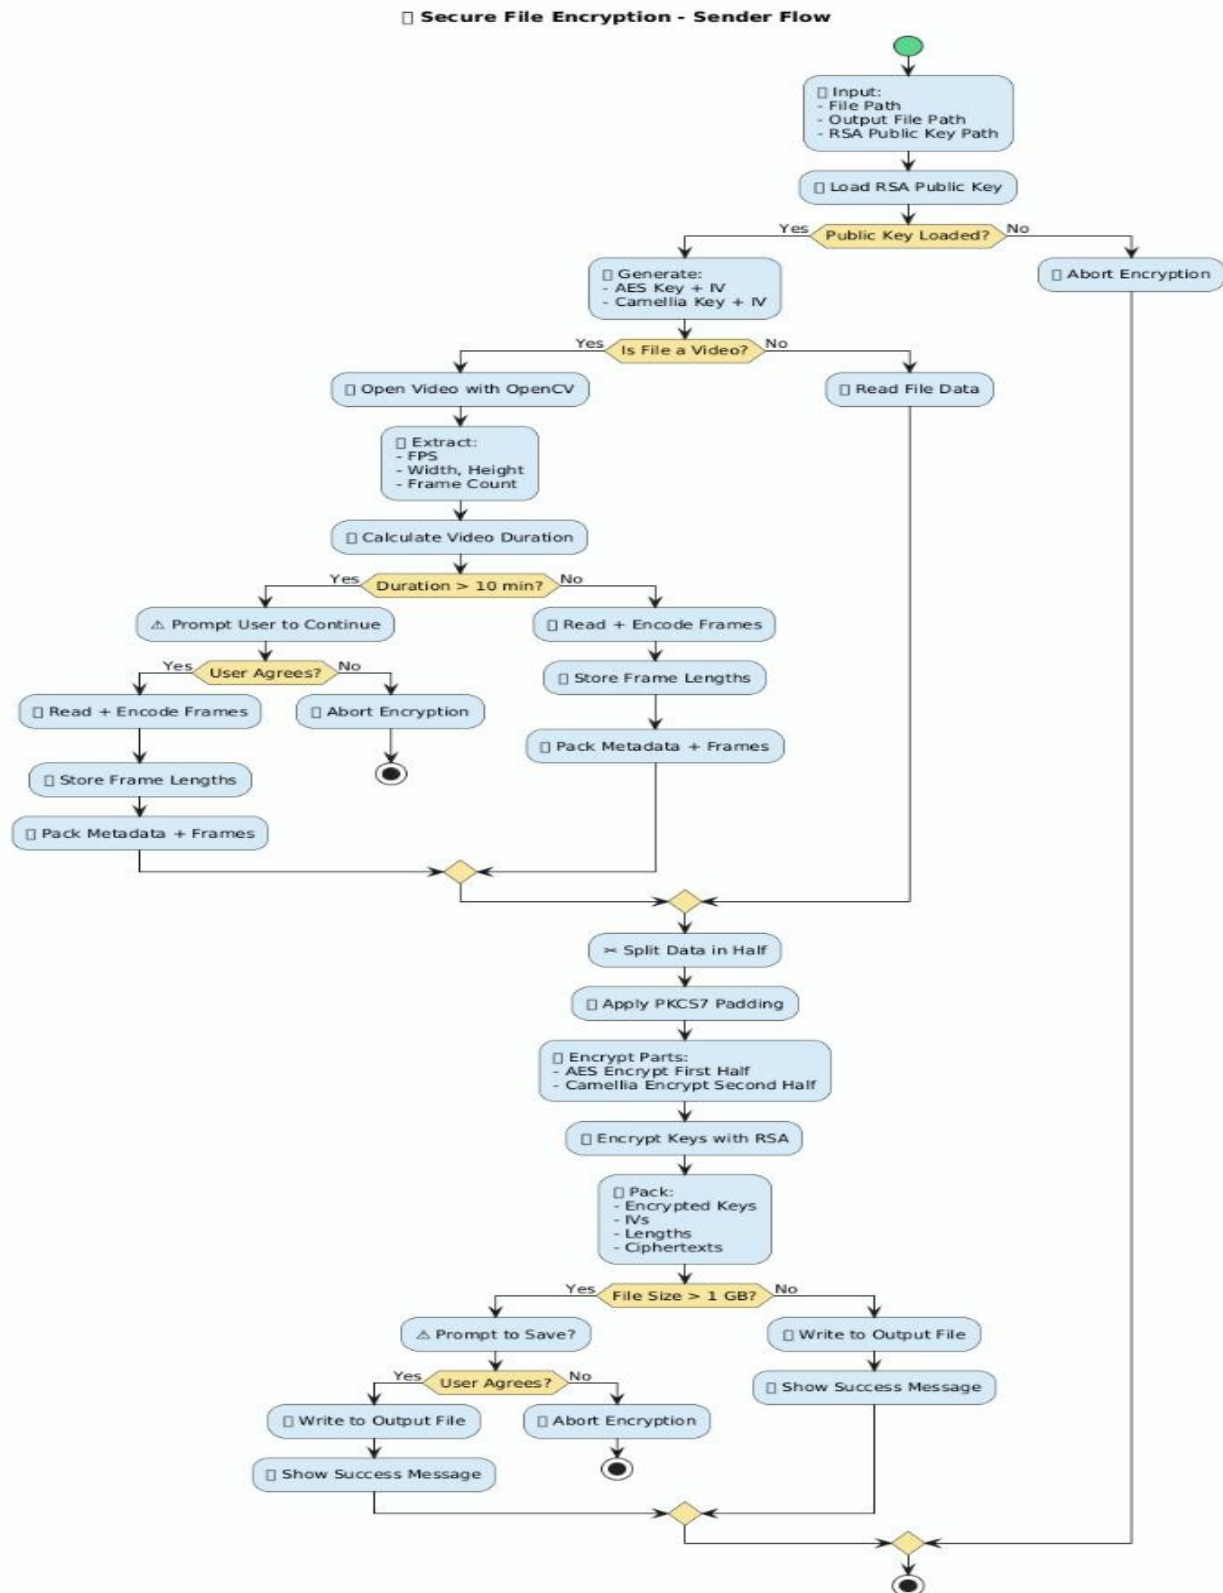 ▯ Secure File Encryption - Sender Flow
▯ Input:
- File Path
- Output File Path
- RSA Public Key Path
▯ Load RSA Public Key
Yes
Public Key Loaded?
No
▯ Generate:
- AES Key + IV
- Camellia Key + IV
▯ Abort Encryption
Yes
Is File a Video?
No
▯ Open Video with OpenCV
▯ Read File Data
▯ Extract:
- FPS
- Width, Height
- Frame Count
▯ Calculate Video Duration
Yes
Duration > 10 min?
No
⚠ Prompt User to Continue
▯ Read + Encode Frames
Yes
User Agrees?
No
▯ Store Frame Lengths
▯ Read + Encode Frames
▯ Abort Encryption
▯ Pack Metadata + Frames
▯ Store Frame Lengths
▯ Pack Metadata + Frames
✂ Split Data in Half
▯ Apply PKCS7 Padding
▯ Encrypt Parts:
- AES Encrypt First Half
- Camellia Encrypt Second Half
▯ Encrypt Keys with RSA
▯ Pack:
- Encrypted Keys
- IVs
- Lengths
- Ciphertexts
Yes
File Size > 1 GB?
No
⚠ Prompt to Save?
▯ Write to Output File
Yes
User Agrees?
No
▯ Show Success Message
▯ Write to Output File
▯ Abort Encryption
▯ Show Success Message